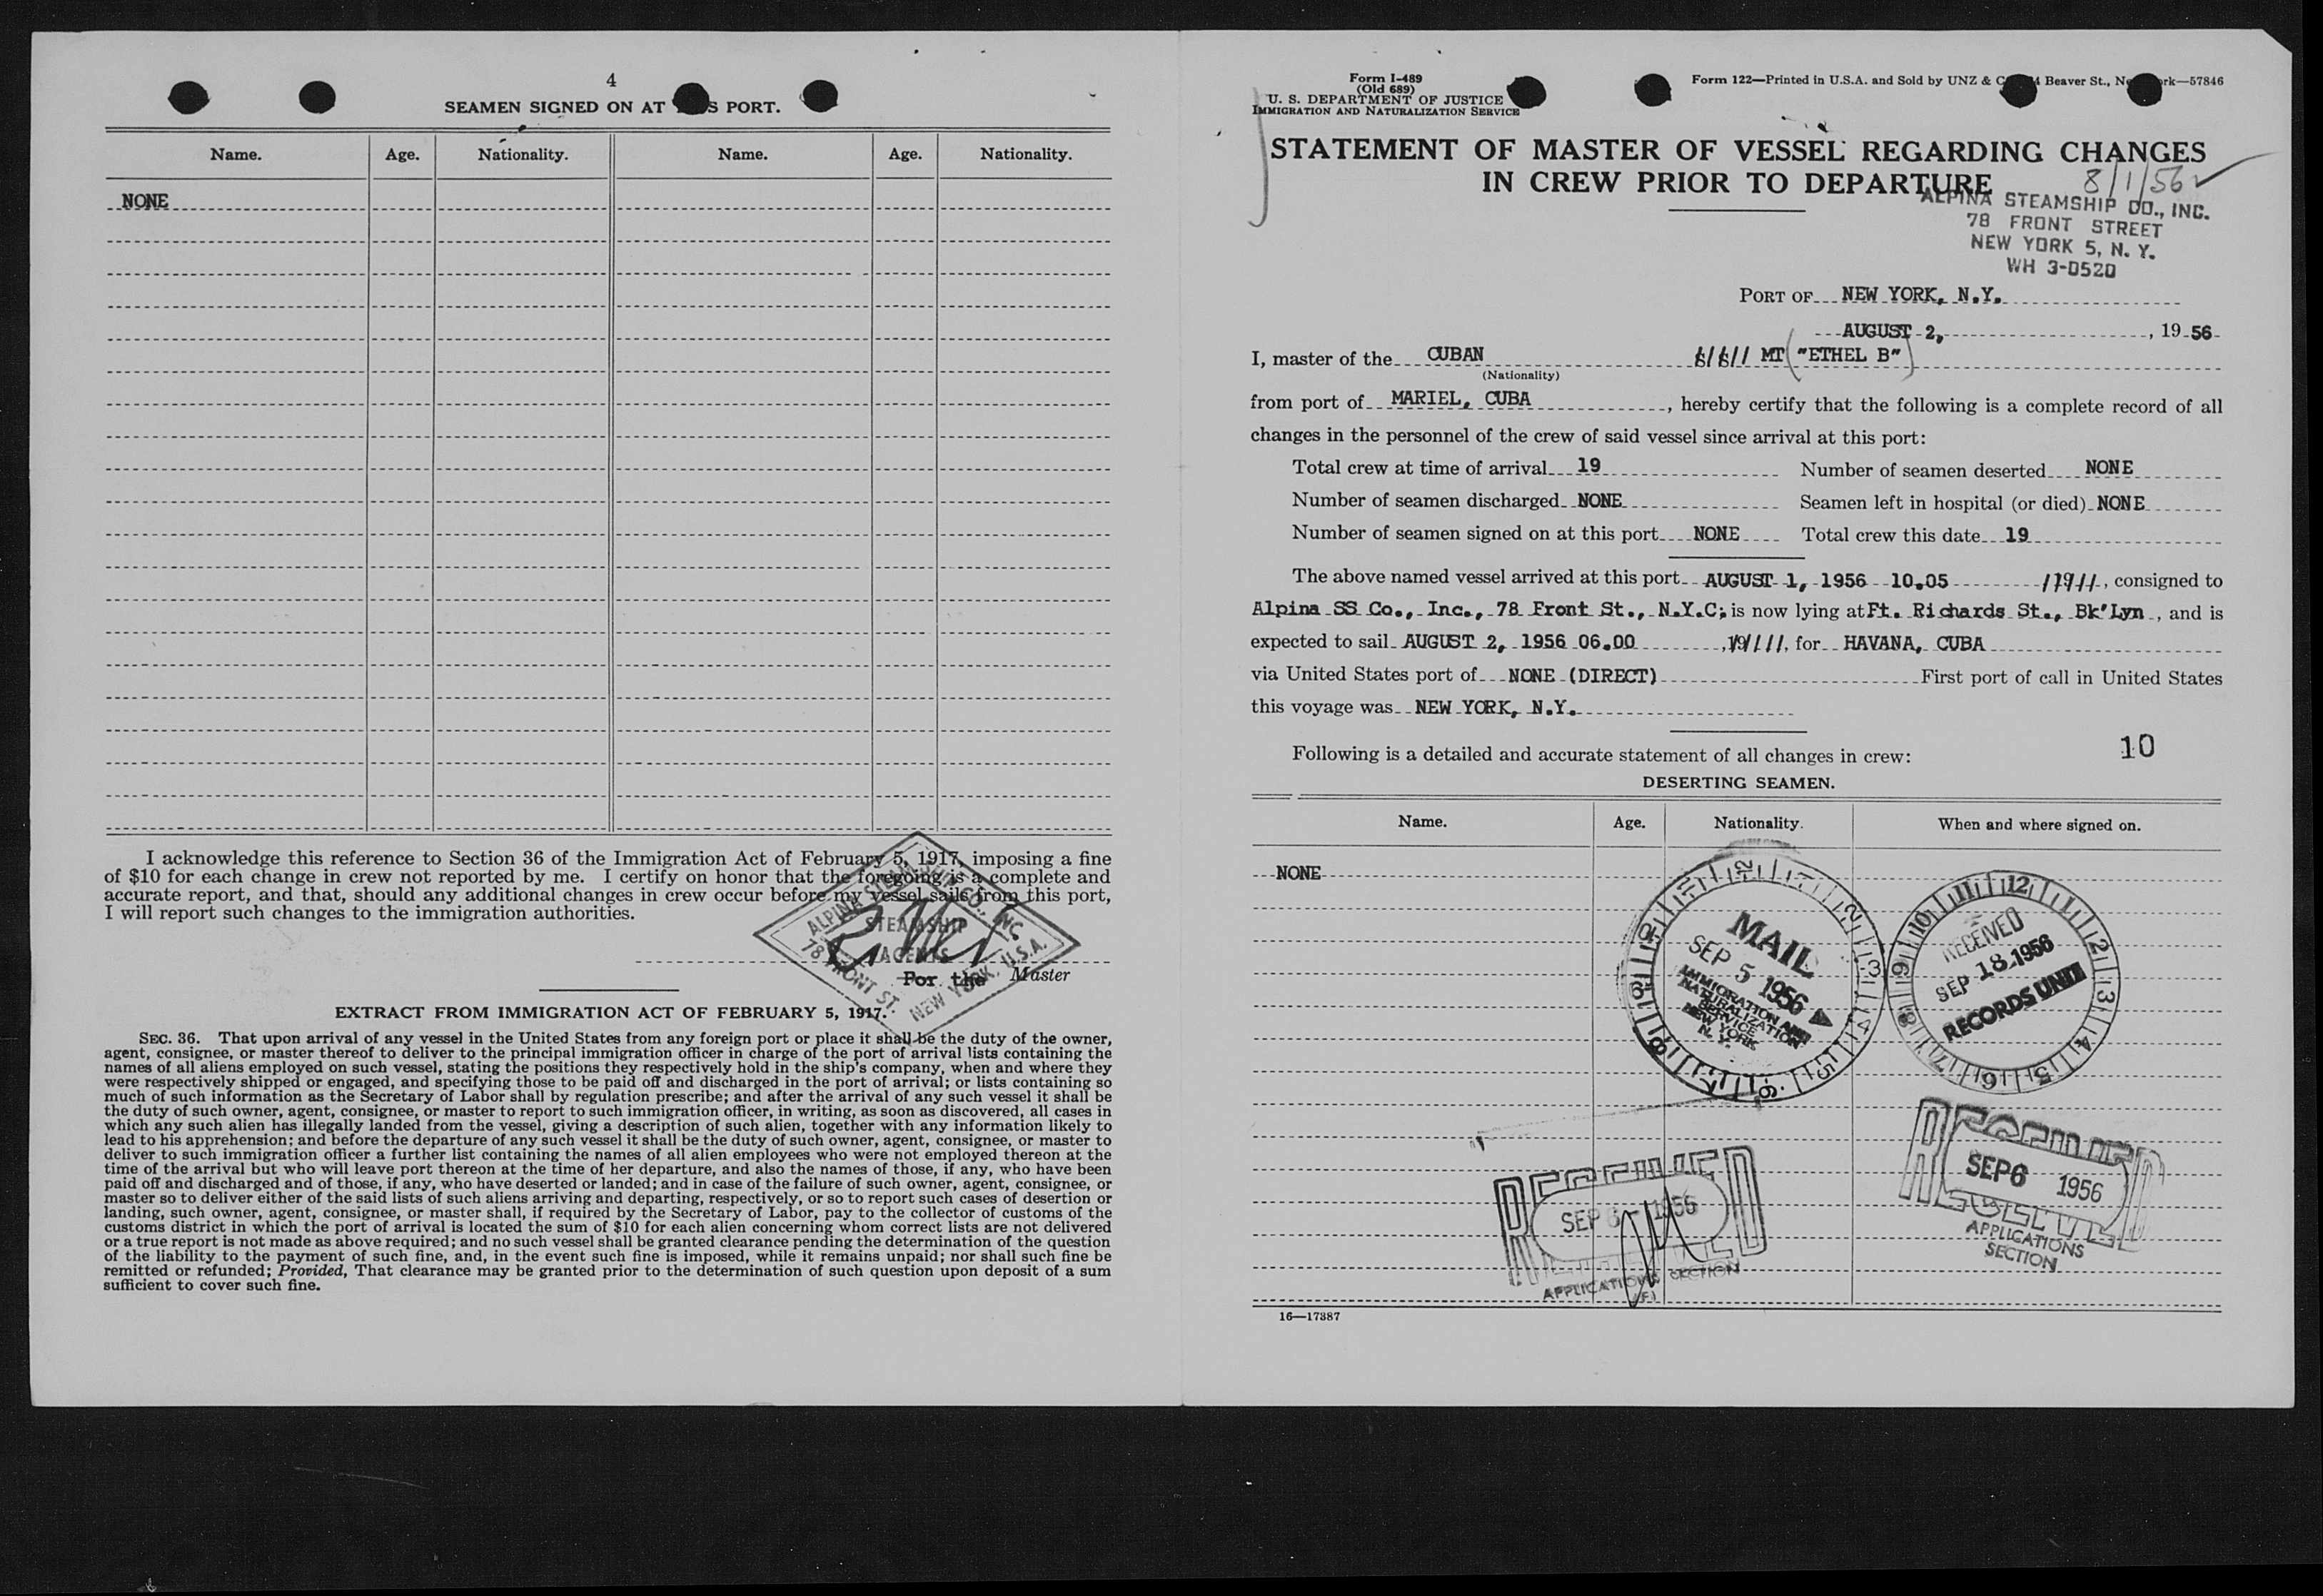 4
SEAMEN SIGNED ON AT S PORT.
Name. Age. Nationality. Name. Age. Nationality.
NONE
I acknowledge this reference to Section 36 of the Immigration Act of February 5, 1917, imposing a fine
of $10 for each change in crew not reported by me. I certify on honor that the foregoing is a complete and
accurate report, and that, should any additional changes in crew occur before my vessel sails from this port,
I will report such changes to the immigration authorities.
ALPINA STEAMSHIP CO., INC.
STEAMSHIP
AGENTS
78 FRONT ST. NEW YORK, U.S.A.
For the Master
EXTRACT FROM IMMIGRATION ACT OF FEBRUARY 5, 1917.
SEC. 36. That upon arrival of any vessel in the United States from any foreign port or place it shall be the duty of the owner,
agent, consignee, or master thereof to deliver to the principal immigration officer in charge of the port of arrival lists containing the
names of all aliens employed on such vessel, stating the positions they respectively hold in the ship's company, when and where they
were respectively shipped or engaged, and specifying those to be paid off and discharged in the port of arrival; or lists containing so
much of such information as the Secretary of Labor shall by regulation prescribe; and after the arrival of any such vessel it shall be
the duty of such owner, agent, consignee, or master to report to such immigration officer, in writing, as soon as discovered, all cases in
which any such alien has illegally landed from the vessel, giving a description of such alien, together with any information likely to
lead to his apprehension; and before the departure of any such vessel it shall be the duty of such owner, agent, consignee, or master to
deliver to such immigration officer a further list containing the names of all alien employees who were not employed thereon at the
time of the arrival but who will leave port thereon at the time of her departure, and also the names of those, if any, who have been
paid off and discharged and of those, if any, who have deserted or landed; and in case of the failure of such owner, agent, consignee, or
master so to deliver either of the said lists of such aliens arriving and departing, respectively, or so to report such cases of desertion or
landing, such owner, agent, consignee, or master shall, if required by the Secretary of Labor, pay to the collector of customs of the
customs district in which the port of arrival is located the sum of $10 for each alien concerning whom correct lists are not delivered
or a true report is not made as above required; and no such vessel shall be granted clearance pending the determination of the question
of the liability to the payment of such fine, and, in the event such fine is imposed, while it remains unpaid; nor shall such fine be
remitted or refunded; Provided, That clearance may be granted prior to the determination of such question upon deposit of a sum
sufficient to cover such fine.
Form I-489
(Old 689)
U. S. DEPARTMENT OF JUSTICE
IMMIGRATION AND NATURALIZATION SERVICE
Form 122—Printed in U.S.A. and Sold by UNZ & C Beaver St., N rk—57846
STATEMENT OF MASTER OF VESSEL REGARDING CHANGES
IN CREW PRIOR TO DEPARTURE
8/1/56
ALPINA STEAMSHIP CO., INC.
78 FRONT STREET
NEW YORK 5, N. Y.
WH 3-0520
PORT OF NEW YORK, N.Y.
AUGUST 2, , 19 56
I, master of the CUBAN MT "ETHEL B"
(Nationality)
from port of MARIEL, CUBA , hereby certify that the following is a complete record of all
changes in the personnel of the crew of said vessel since arrival at this port:
Total crew at time of arrival 19 Number of seamen deserted NONE
Number of seamen discharged NONE Seamen left in hospital (or died) NONE
Number of seamen signed on at this port NONE Total crew this date 19
The above named vessel arrived at this port AUGUST 1, 1956 10.05 , consigned to
Alpina SS Co., Inc., 78 Front St., N.Y.C; is now lying at Ft. Richards St., Bk'Lyn , and is
expected to sail AUGUST 2, 1956 06.00 , for HAVANA, CUBA
via United States port of NONE (DIRECT) First port of call in United States
this voyage was NEW YORK, N.Y.
Following is a detailed and accurate statement of all changes in crew: 10
DESERTING SEAMEN.
Name. Age. Nationality. When and where signed on.
NONE
MAIL
SEP 5 1956
IMMIGRATION AND
NATURALIZATION
SERVICE
NEW YORK
N. Y.
RECEIVED
SEP 18 1956
RECORDS UNIT
RECEIVED
SEP 6 1956
APPLICATIONS SECTION
RECEIVED
SEP 6 1956
APPLICATIONS
SECTION
16—17387